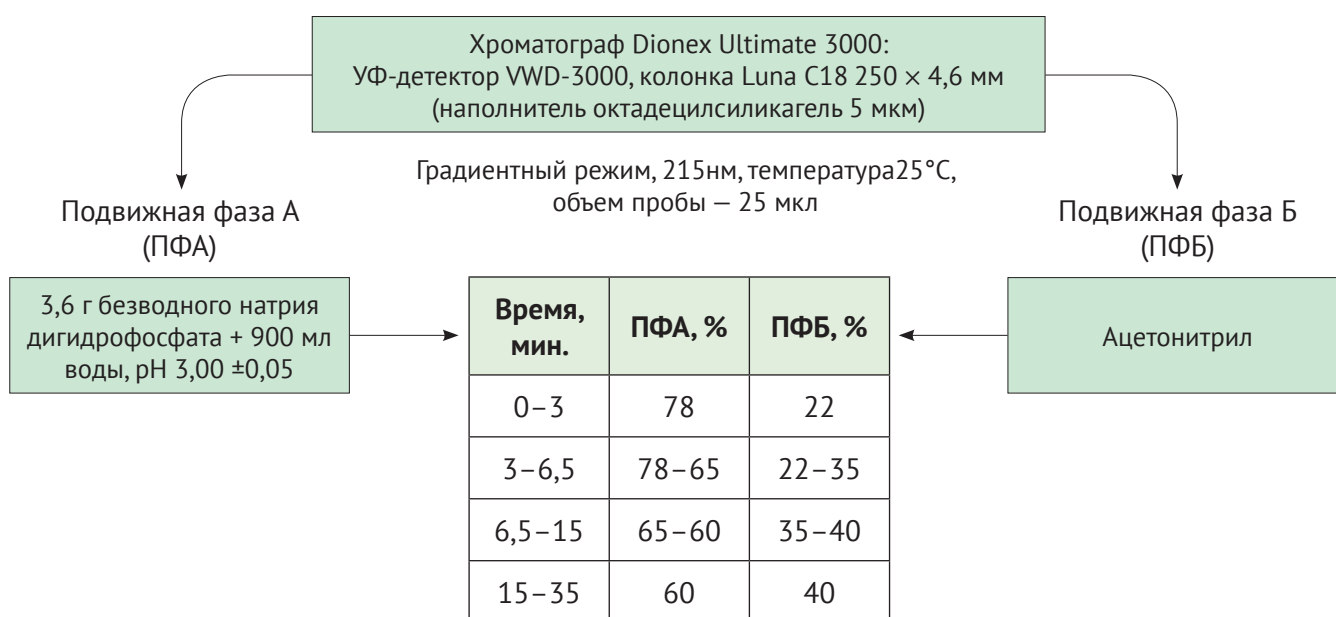 Хроматограф Dionex Ultimate 3000:
УФ-детектор VWD-3000, колонка Luna C18 250 × 4,6 мм
(наполнитель октадецилсиликагель 5 мкм)
Градиентный режим, 215нм, температура25°С,
объем пробы — 25 мкл
Подвижная фаза А
(ПФА)
Подвижная фаза Б
(ПФБ)
3,6 г безводного натрия
дигидрофосфата + 900 мл
воды, pH 3,00 ±0,05
Время,
мин.
ПФА, %
ПФБ, %
Ацетонитрил
0–3 78 22
3–6,5 78–65 22–35
6,5–15 65–60 35–40
15–35 60 40